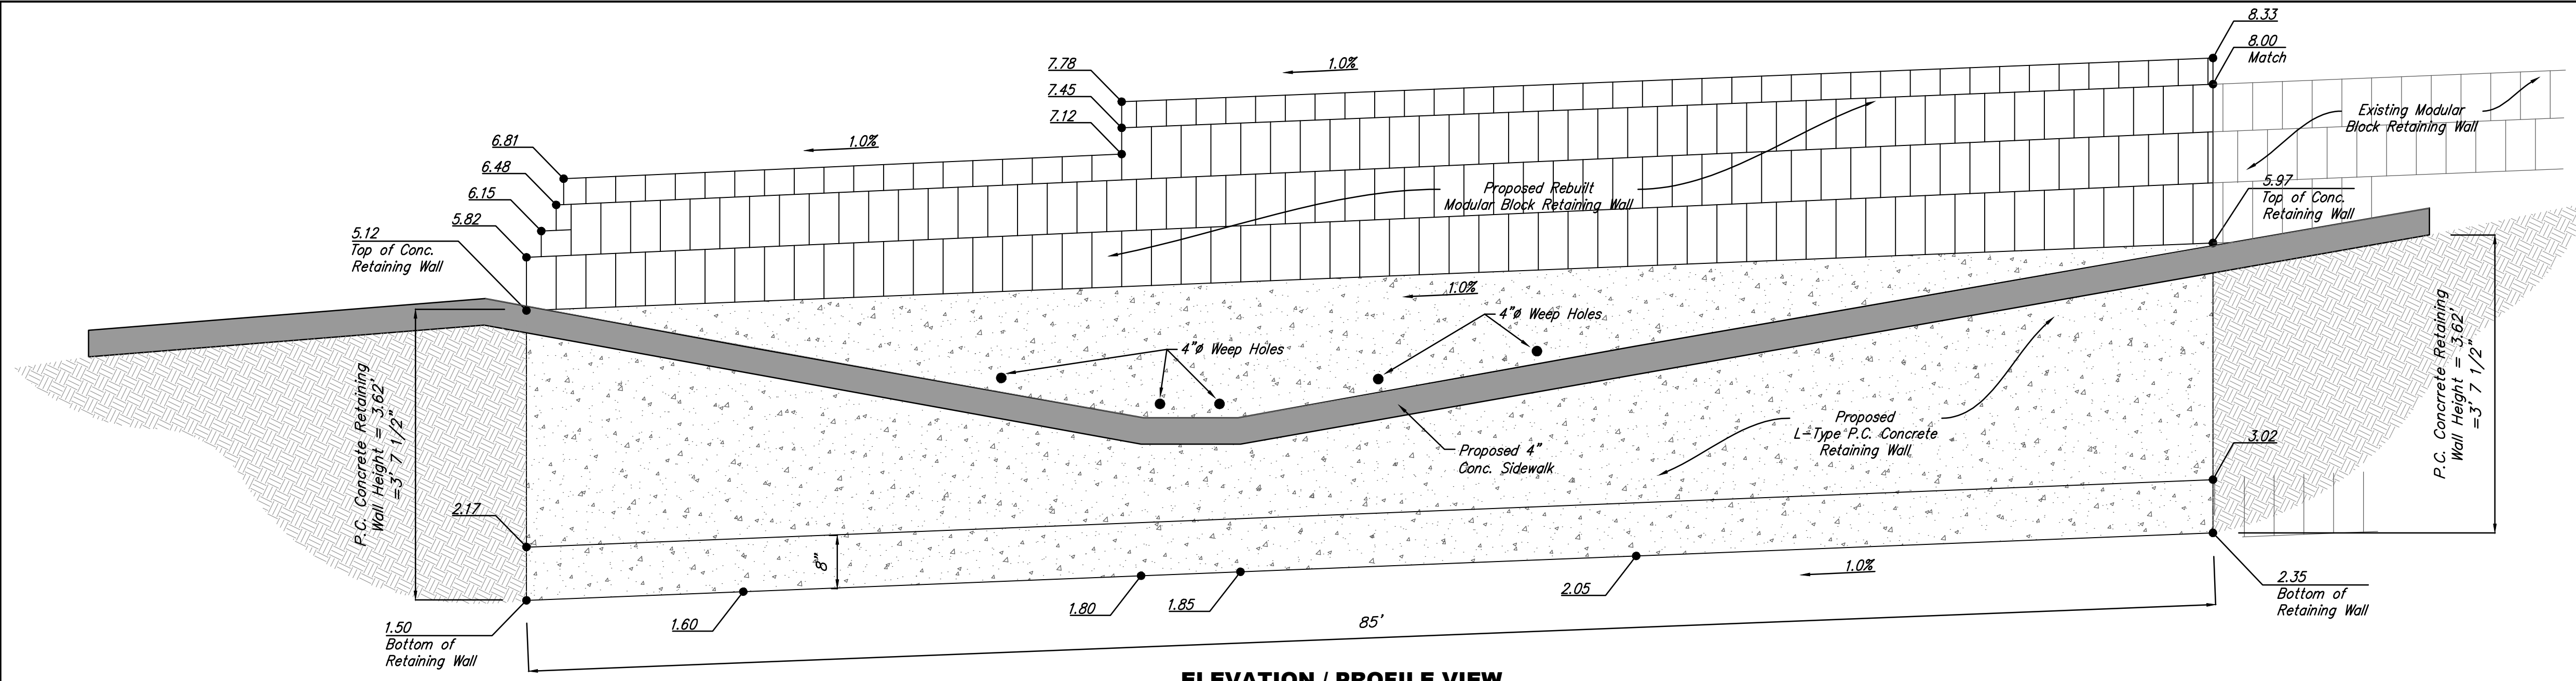 8.33
8.00
Match
7.78
1.0%
7.45
7.12
Existing Modular
Block Retaining Wall
1.0%
6.81
6.48
6.15
5.82
Proposed Rebuilt
Modular Block Retaining Wall
5.97
Top of Conc.
Retaining Wall
5.12
Top of Conc.
Retaining Wall
1.0%
4"ø Weep Holes
4"ø Weep Holes
P.C. Concrete Retaining
Wall Height = 3.62'
=3' 7 1/2"
P.C. Concrrete Retaining
Wall Height = 3.62'
=3' 7 1/2"
Proposed
L-Type P.C. Concrete
Retaining Wall
Proposed 4"
Conc. Sidewalk
3.02
2.17
8"
1.0%
2.05
1.80
1.85
1.60
2.35
Bottom of
Retaining Wall
1.50
Bottom of
Retaining Wall
85'
ELEVATION / PROFILE VIEW